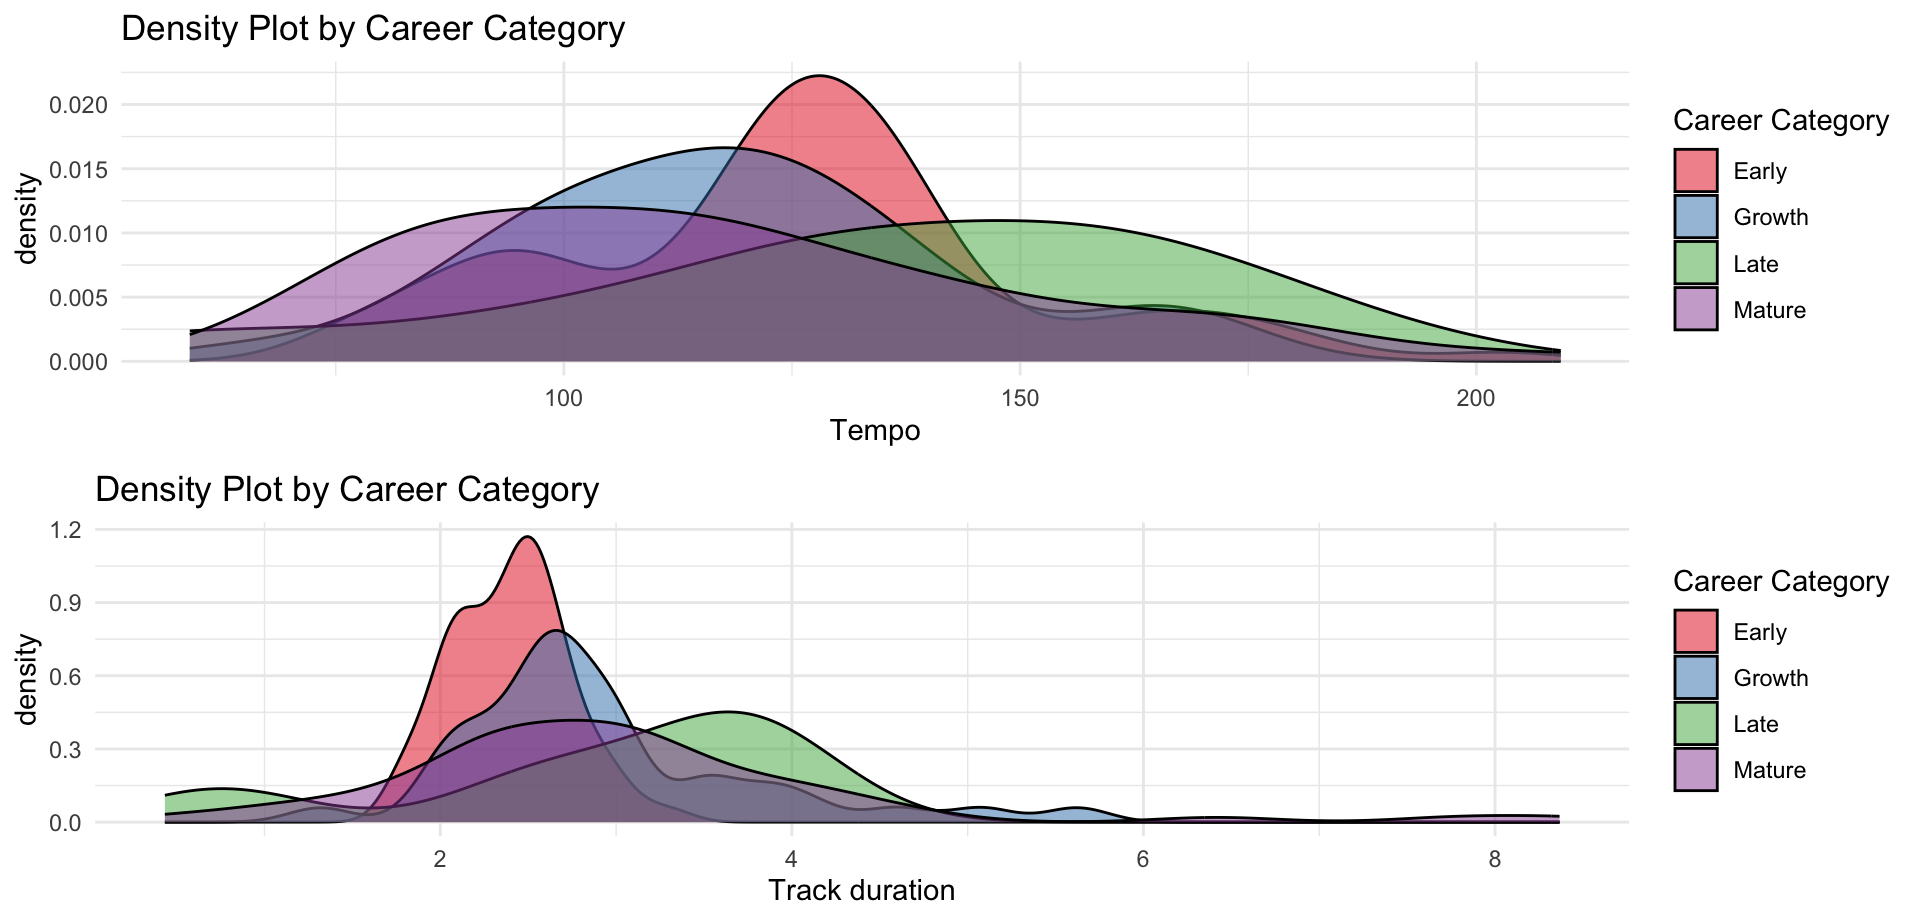 Density Plot by Career Category
density
0.020
0.015
0.010
0.005
0.000
100 150 200
Tempo
Career Category
Early
Growth
Late
Mature
Density Plot by Career Category
density
1.2
0.9
0.6
0.3
0.0
2 4 6 8
Track duration
Career Category
Early
Growth
Late
Mature